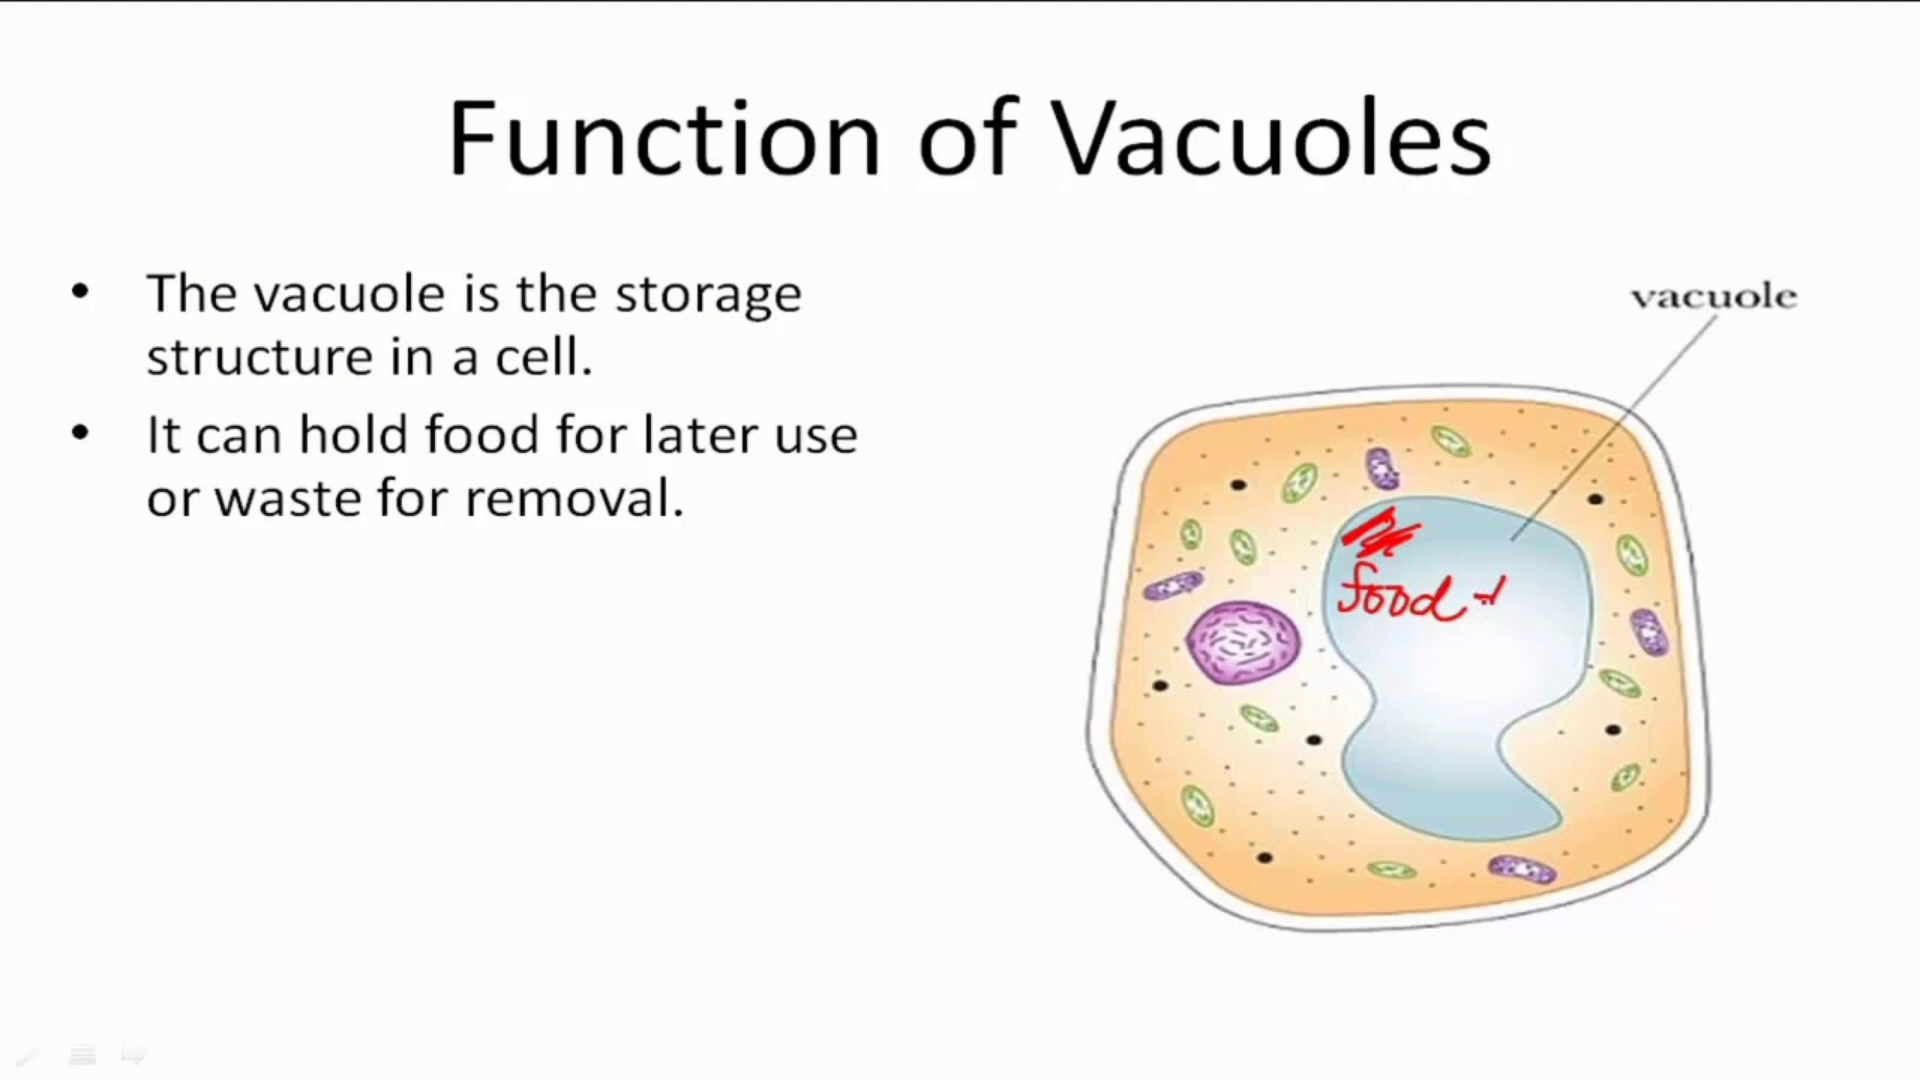 Function of Vacuoles
• The vacuole is the storage
structure in a cell.
• It can hold food for later use
or waste for removal.
vacuole
food +